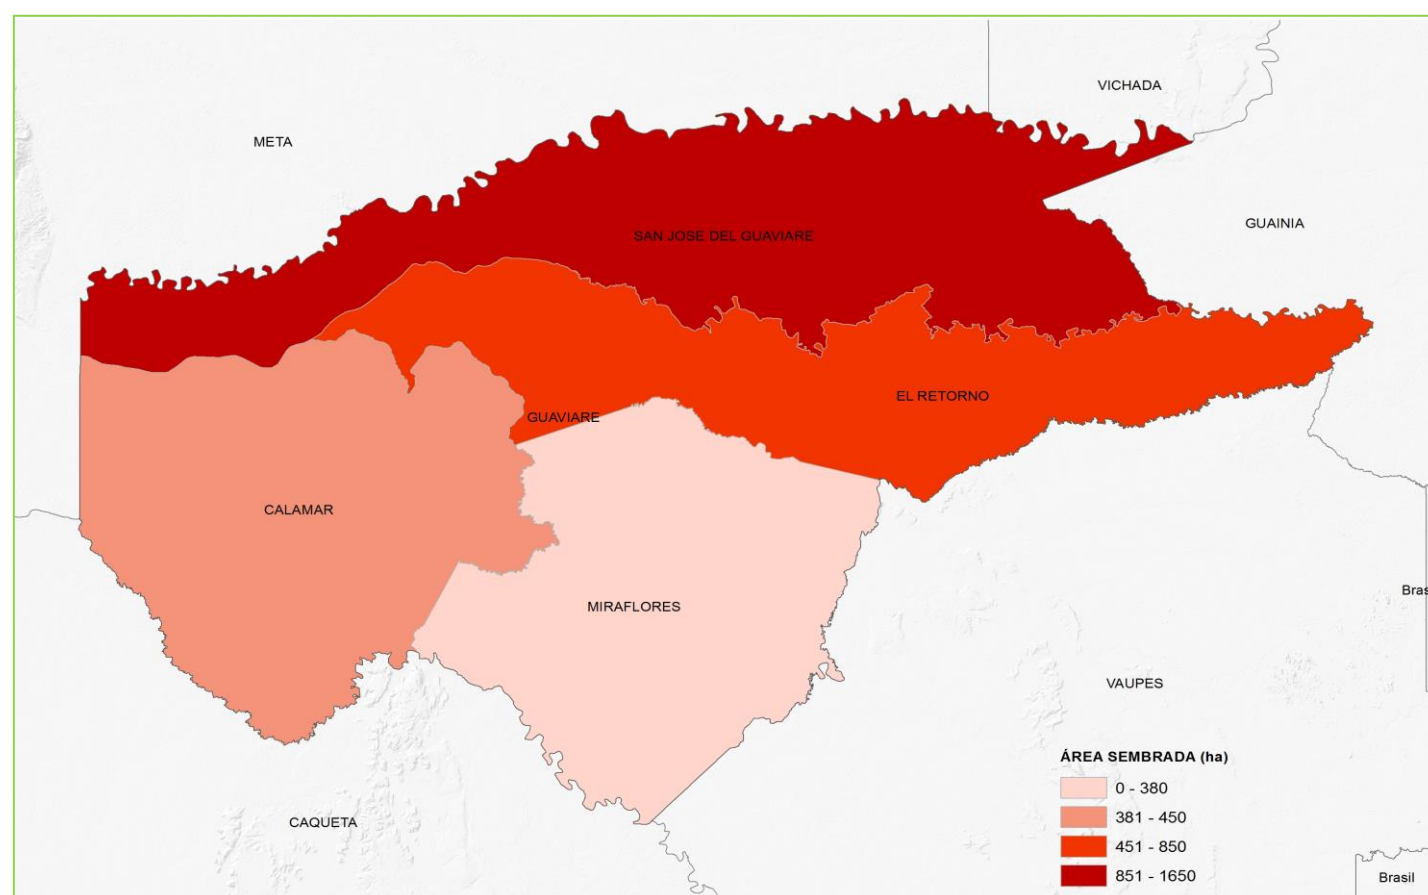 VICHADA
META
GUAINIA
SAN JOSE DEL GUAVIARE
EL RETORNO
GUAVIARE
CALAMAR
Bras
MIRAFLORES
VAUPES
ÁREA SEMBRADA (ha)
0 - 380
381 - 450
451 - 850
851 - 1650
CAQUETA
Brasil